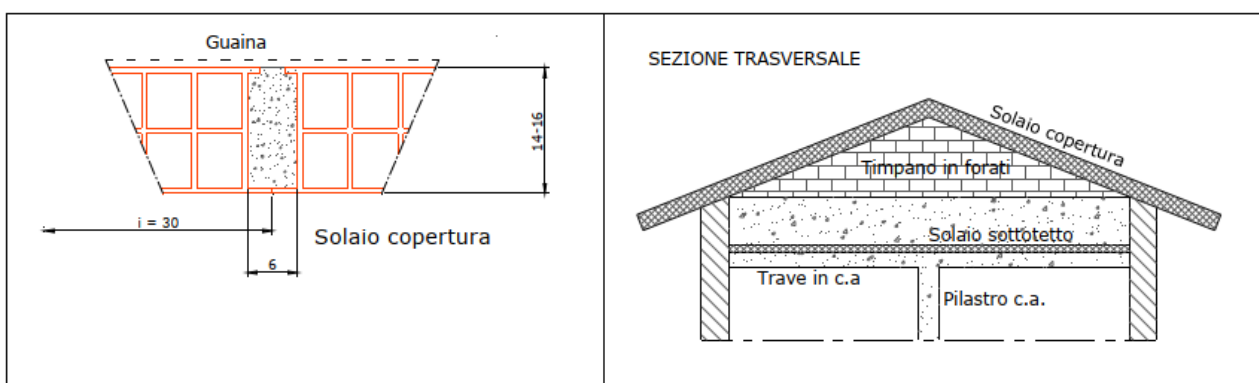 Guaina
14-16
i = 30
Solaio copertura
6
SEZIONE TRASVERSALE
Solaio copertura
Timpano in forati
Solaio sottotetto
Trave in c.a
Pilastro c.a.